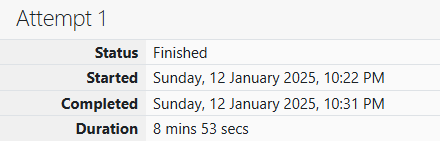 Attempt 1
Status Finished
Started Sunday, 12 January 2025, 10:22 PM
Completed Sunday, 12 January 2025, 10:31 PM
Duration 8 mins 53 secs